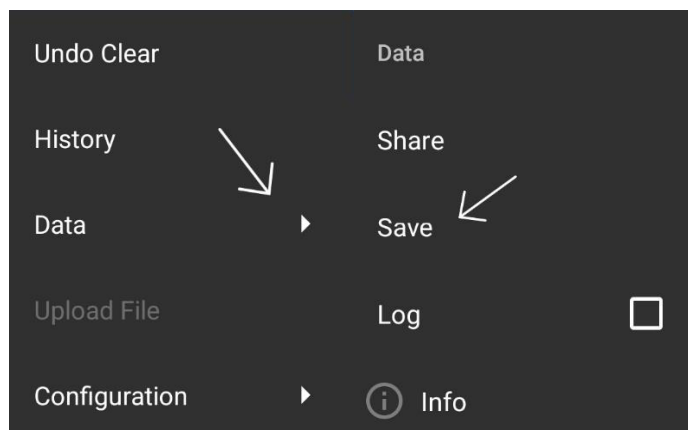 Undo Clear
History
Data
Upload File
Configuration
Data
Share
Save
Log
Info